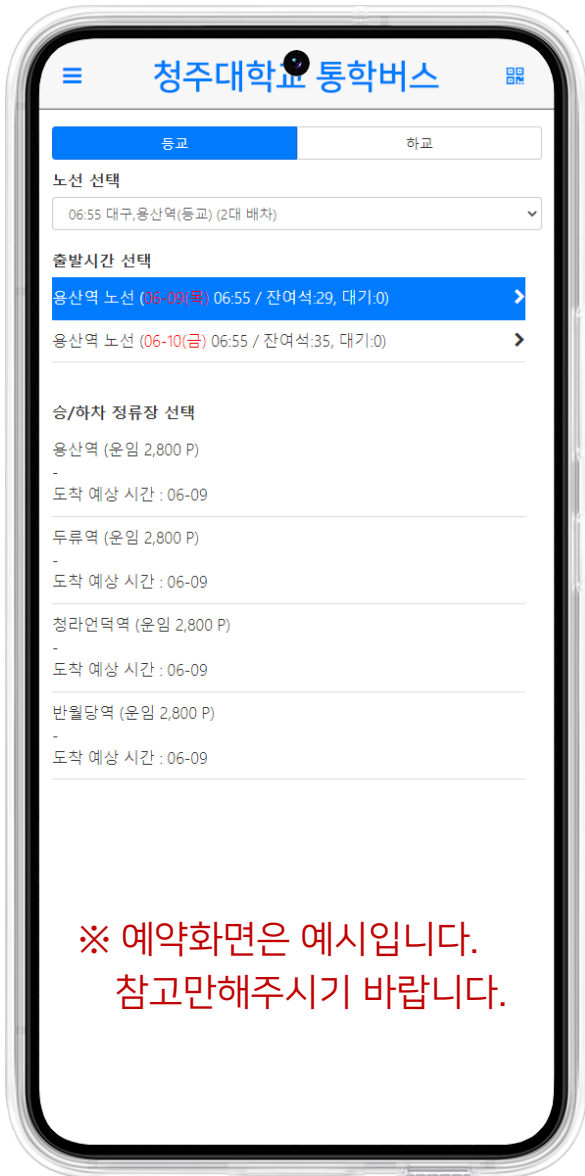 청주대학교 통학버스
등교
하교
노선 선택
06:55 대구,용산역(등교) (2대 배차)
출발시간 선택
용산역 노선 (06-09(목) 06:55 / 잔여석:29, 대기:0)
용산역 노선 (06-10(금) 06:55 / 잔여석:35, 대기:0)
승/하차 정류장 선택
용산역 (운임 2,800 P)
-
도착 예상 시간 : 06-09
두류역 (운임 2,800 P)
-
도착 예상 시간 : 06-09
청라언덕역 (운임 2,800 P)
-
도착 예상 시간 : 06-09
반월당역 (운임 2,800 P)
-
도착 예상 시간 : 06-09
※ 예약화면은 예시입니다.
참고만해주시기 바랍니다.